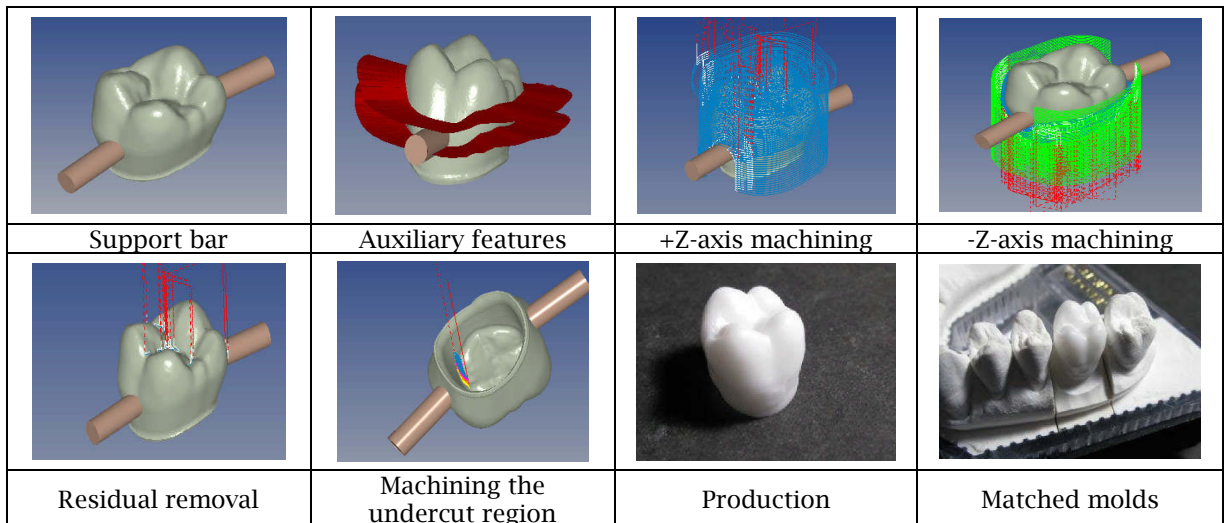 Support bar
Auxiliary features
+Z-axis machining
-Z-axis machining
Residual removal
Machining the
undercut region
Production
Matched molds